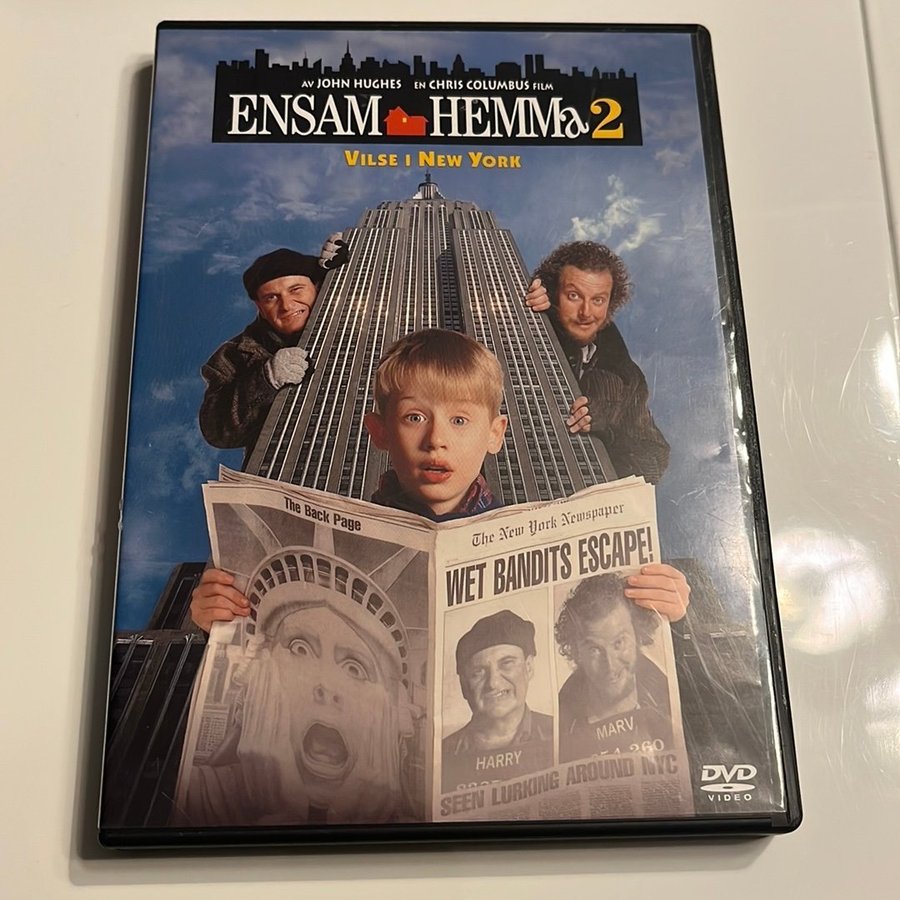 AV JOHN HUGHES EN CHRIS COLUMBUS FILM
ENSAM HEMMa 2
VILSE I NEW YORK
The Back Page
The New York Newspaper
WET BANDITS ESCAPE!
HARRY
MARV
SEEN LURKING AROUND NYC
DVD
VIDEO